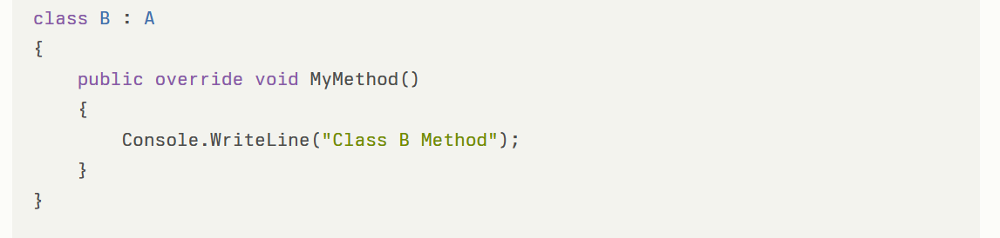 class B : A
{
    public override void MyMethod()
    {
        Console.WriteLine("Class B Method");
    }
}